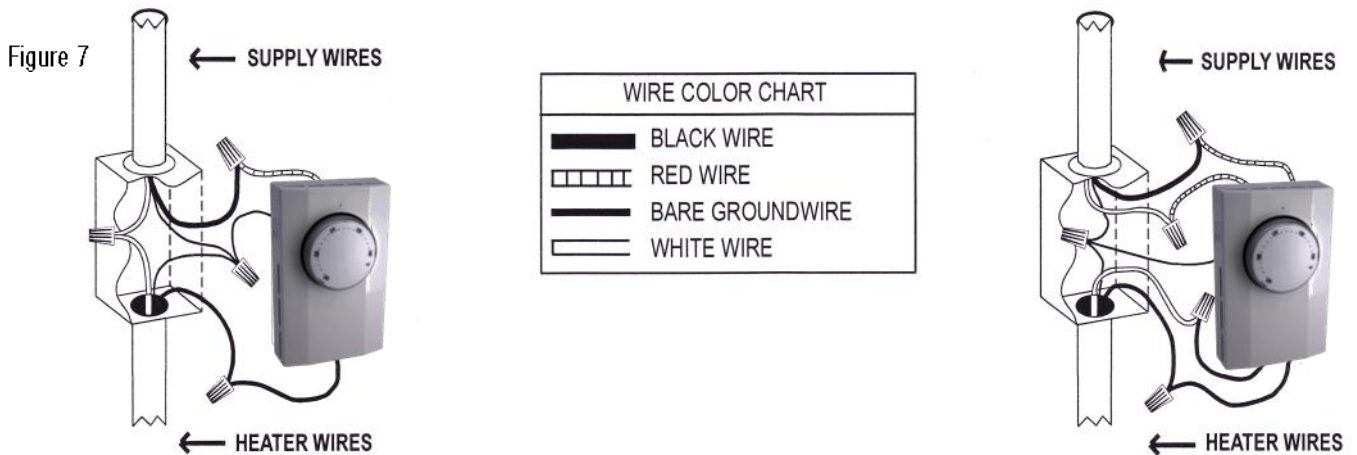 Figure 7
SUPPLY WIRES
HEATER WIRES
WIRE COLOR CHART
BLACK WIRE
RED WIRE
BARE GROUNDWIRE
WHITE WIRE
SUPPLY WIRES
HEATER WIRES